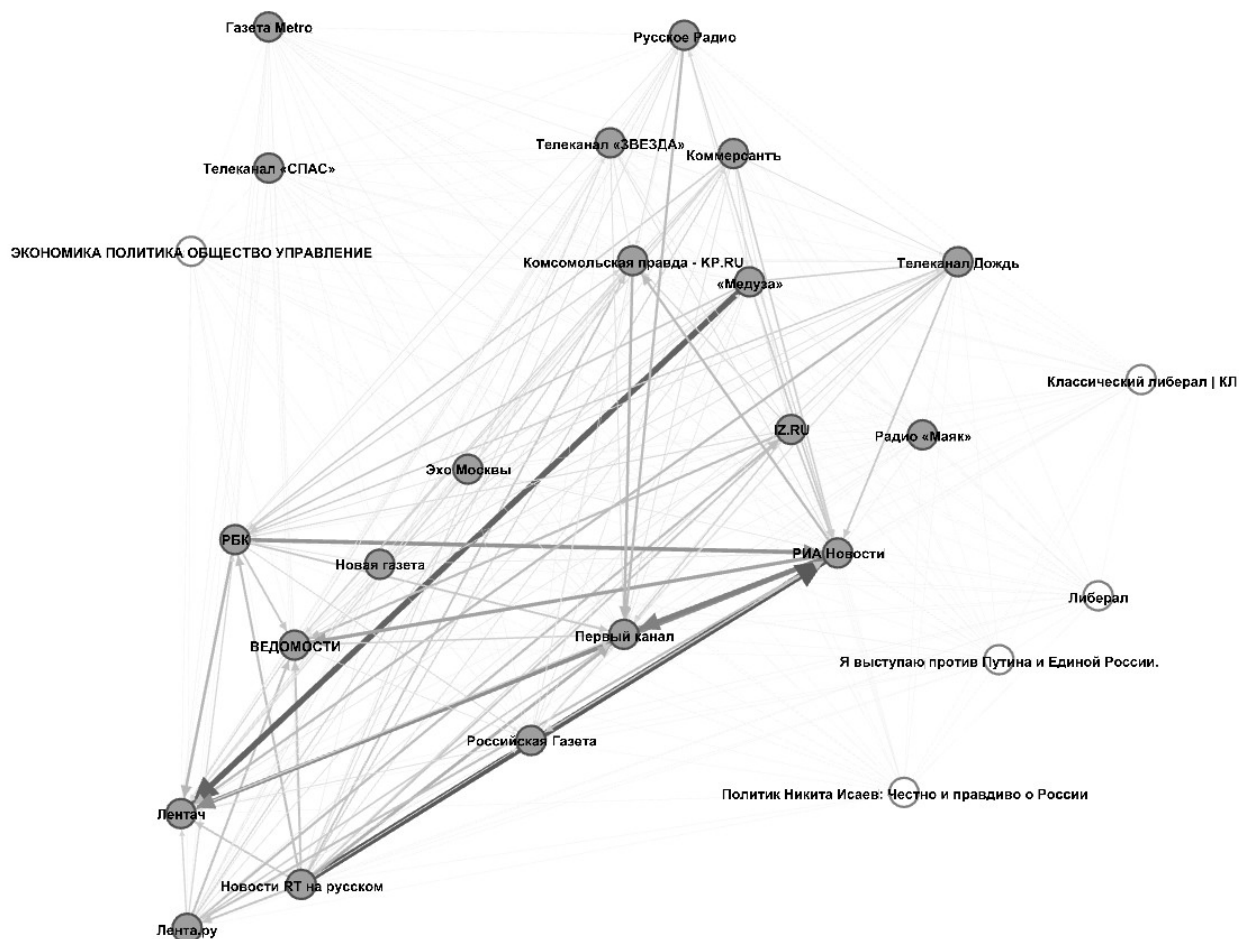 Газета Metro
Русское Радио
Телеканал «ЗВЕЗДА»
Коммерсантъ
Телеканал «СПАС»
ЭКОНОМИКА ПОЛИТИКА ОБЩЕСТВО УПРАВЛЕНИЕ
Комсомольская правда - KP.RU
Телеканал Дождь
«Медуза»
Классический либерал | КЛ
IZ.RU
Радио «Маяк»
Эхо Москвы
РБК
РИА Новости
Новая газета
Либерал
Первый канал
ВЕДОМОСТИ
Я выступаю против Путина и Единой России.
Российская Газета
Политик Никита Исаев: Честно и правдиво о России
Лентач
Новости RT на русском
Лента.ру